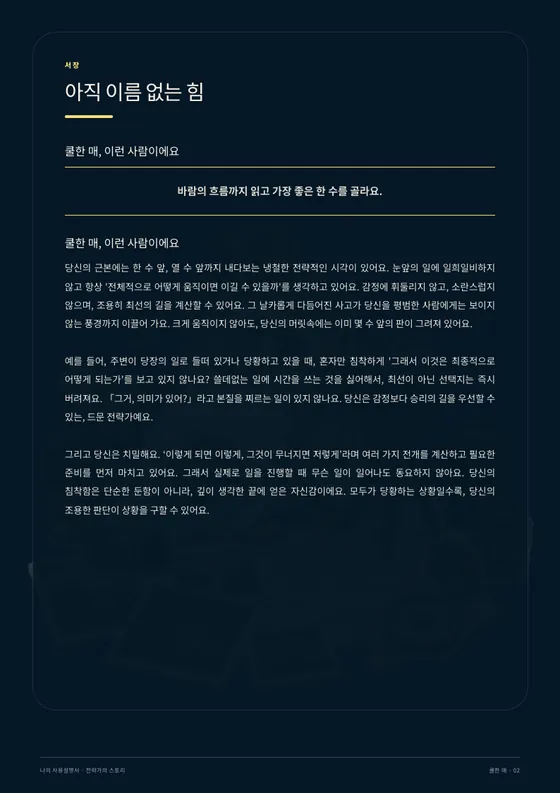 서장
아직 이름 없는 힘
쿨한 매, 이런 사람이에요
바람의 흐름까지 읽고 가장 좋은 한 수를 골라요.
쿨한 매, 이런 사람이에요
당신의 근본에는 한 수 앞, 열 수 앞까지 내다보는 냉철한 전략적인 시각이 있어요. 눈앞의 일에 일희일비하지
않고 항상 '전체적으로 어떻게 움직이면 이길 수 있을까'를 생각하고 있어요. 감정에 휘둘리지 않고, 소란스럽지
않으며, 조용히 최선의 길을 계산할 수 있어요. 그 날카롭게 다듬어진 사고가 당신을 평범한 사람에게는 보이지
않는 풍경까지 이끌어 가요. 크게 움직이지 않아도, 당신의 머릿속에는 이미 몇 수 앞의 판이 그려져 있어요.
예를 들어, 주변이 당장의 일로 들떠 있거나 당황하고 있을 때, 혼자만 침착하게 '그래서 이것은 최종적으로
어떻게 되는가'를 보고 있지 않나요? 쓸데없는 일에 시간을 쓰는 것을 싫어해서, 최선이 아닌 선택지는 즉시
버려져요. 「그거, 의미가 있어?」라고 본질을 찌르는 일이 있지 않나요. 당신은 감정보다 승리의 길을 우선할 수
있는, 드문 전략가예요.
그리고 당신은 치밀해요. '이렇게 되면 이렇게, 그것이 무너지면 저렇게'라며 여러 가지 전개를 계산하고 필요한
준비를 먼저 마치고 있어요. 그래서 실제로 일을 진행할 때 무슨 일이 일어나도 동요하지 않아요. 당신의
침착함은 단순한 둔함이 아니라, 깊이 생각한 끝에 얻은 자신감이에요. 모두가 당황하는 상황일수록, 당신의
조용한 판단이 상황을 구할 수 있어요.
나의 사용설명서 · 전략가의 스토리
쿨한 매 · 02